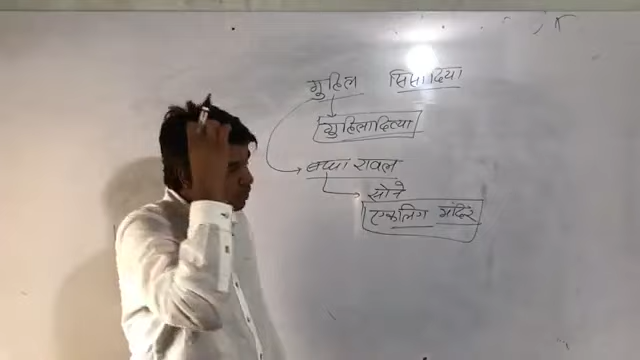 गुहिल सिसादिया
गुहिलादित्या
बप्पा रावल
सोने
एकलिंग मंदिर